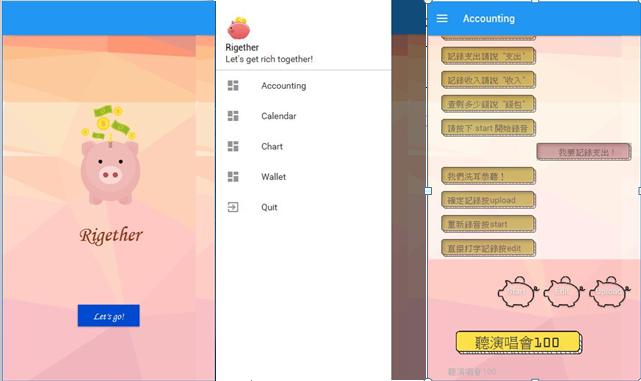 Rigether
Let's go!
Rigether
Let's get rich together!
Accounting
Calendar
Chart
Wallet
Quit
Accounting
記錄支出請說“支出”
記錄收入請說“收入”
查剩多少錢說“錢包”
請按下 start 開始錄音
我要記錄支出！
我們洗耳恭聽！
確定記錄按upload
重新錄音按start
直接打字記錄按edit
Start Edit Upload
聽演唱會100
聽演唱會100